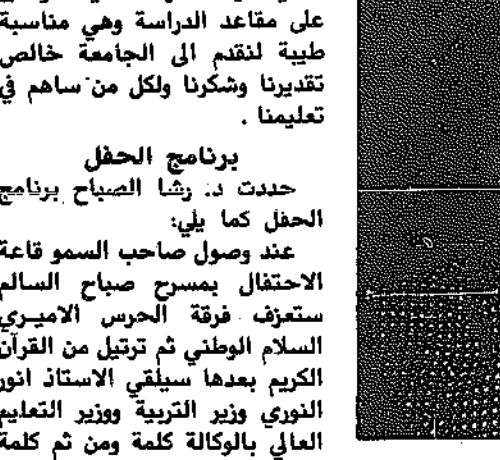 على مقاعد الدراسة وهي مناسبة
طيبة لنقدم الى الجامعة خالص
تقديرنا وشكرنا ولكل من ساهم في
تعليمنا .
برنامج الحفل
حددت د. رشا الصباح برنامج
الحفل كما يلي:
عند وصول صاحب السمو قاعة
الاحتفال بمسرح صباح السالم
ستعزف فرقة الحرس الاميري
السلام الوطني ثم ترتيل من القرآن
الكريم بعدها سيلقي الاستاذ انور
النوري وزير التربية ووزير التعليم
العالي بالوكالة كلمة ومن ثم كلمة